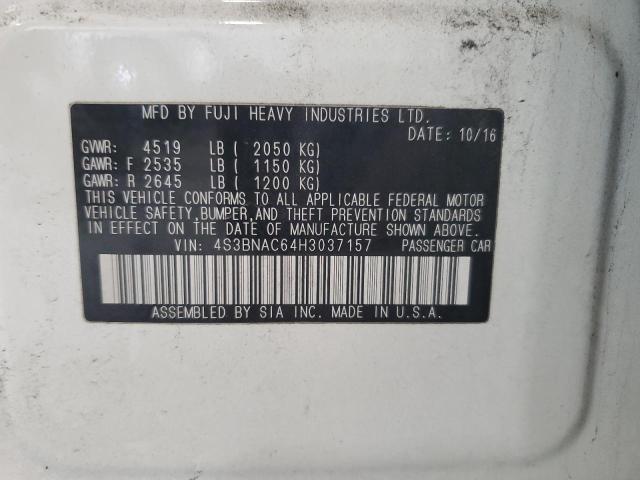 MFD BY FUJI HEAVY INDUSTRIES LTD.
DATE: 10/16
GVWR: 4519 LB ( 2050 KG)
GAWR: F 2535 LB ( 1150 KG)
GAWR: R 2645 LB ( 1200 KG)
THIS VEHICLE CONFORMS TO ALL APPLICABLE FEDERAL MOTOR
VEHICLE SAFETY,BUMPER,AND THEFT PREVENTION STANDARDS
IN EFFECT ON THE DATE OF MANUFACTURE SHOWN ABOVE.
VIN: 4S3BNAC64H3037157 PASSENGER CAR
ASSEMBLED BY SIA INC. MADE IN U.S.A.